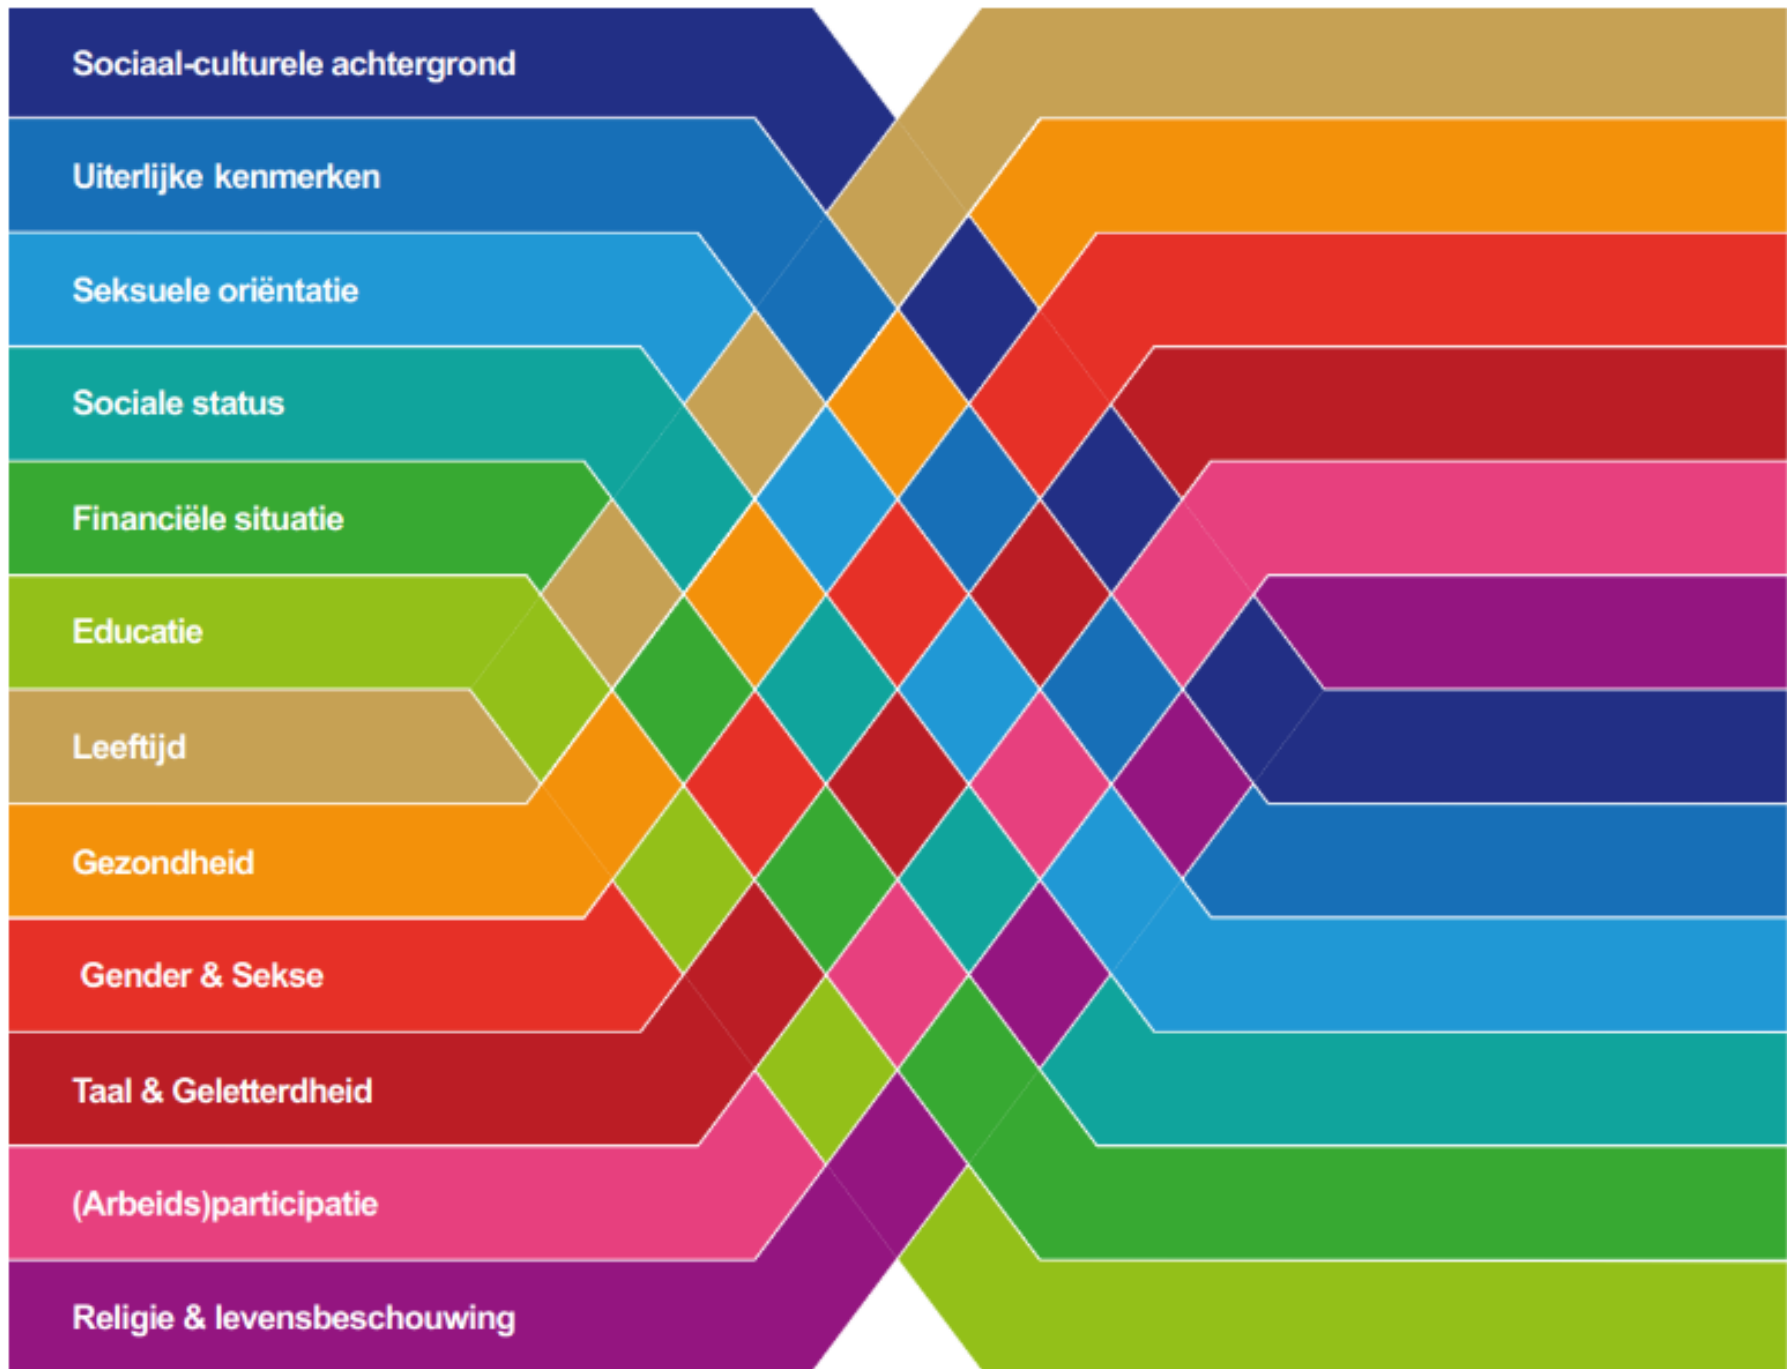 Sociaal-culturele achtergrond
Uiterlijke kenmerken
Seksuele oriëntatie
Sociale status
Financiële situatie
Educatie
Leeftijd
Gezondheid
Gender & Sekse
Taal & Geletterdheid
(Arbeids)participatie
Religie & levensbeschouwing